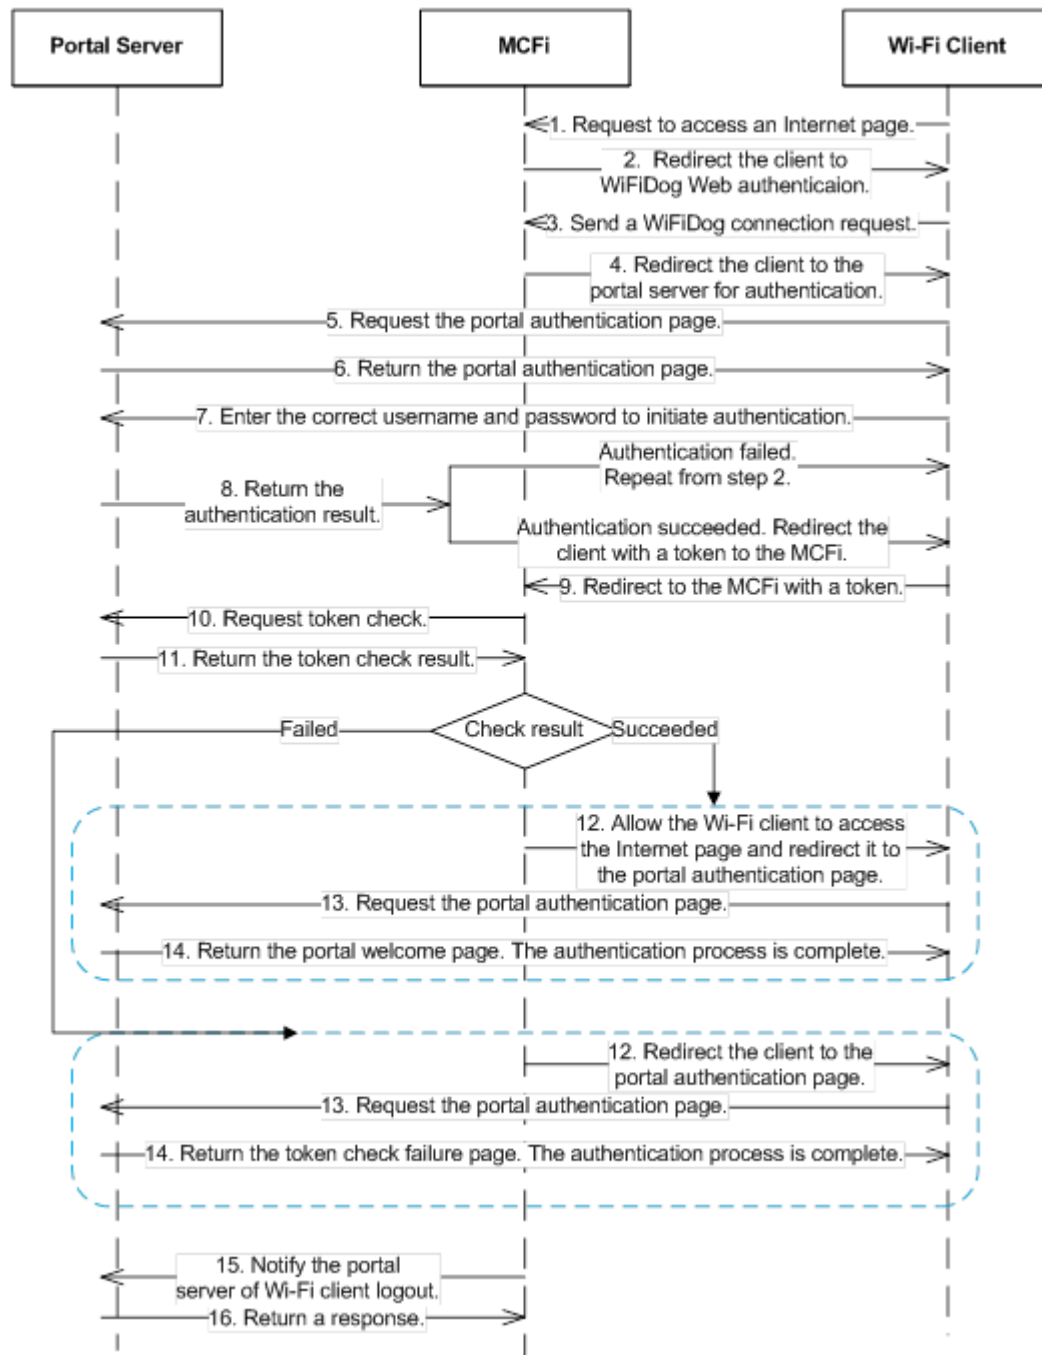 Portal Server
MCFi
Wi-Fi Client
1. Request to access an Internet page.
2. Redirect the client to
WiFiDog Web authenticaion.
3. Send a WiFiDog connection request.
4. Redirect the client to the
portal server for authentication.
5. Request the portal authentication page.
6. Return the portal authentication page.
7. Enter the correct username and password to initiate authentication.
Authentication failed.
Repeat from step 2.
8. Return the
authentication result.
Authentication succeeded. Redirect the
client with a token to the MCFi.
9. Redirect to the MCFi with a token.
10. Request token check.
11. Return the token check result.
Failed
Check result
Succeeded
12. Allow the Wi-Fi client to access
the Internet page and redirect it to
the portal authentication page.
13. Request the portal authentication page.
14. Return the portal welcome page. The authentication process is complete.
12. Redirect the client to the
portal authentication page.
13. Request the portal authentication page.
14. Return the token check failure page. The authentication process is complete.
15. Notify the portal
server of Wi-Fi client logout.
16. Return a response.